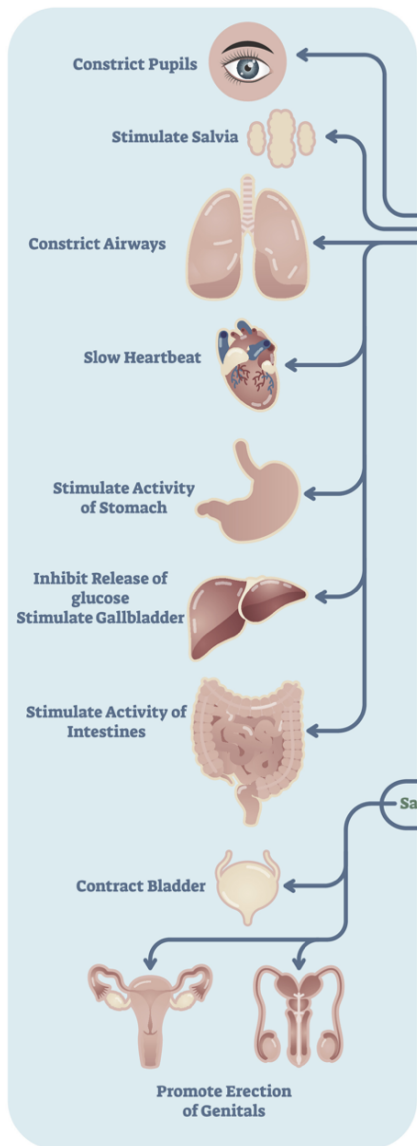 Constrict Pupils
Stimulate Salvia
Constrict Airways
Slow Heartbeat
Stimulate Activity
of Stomach
Inhibit Release of
glucose
Stimulate Gallbladder
Stimulate Activity of
Intestines
Sa
Contract Bladder
Promote Erection
of Genitals